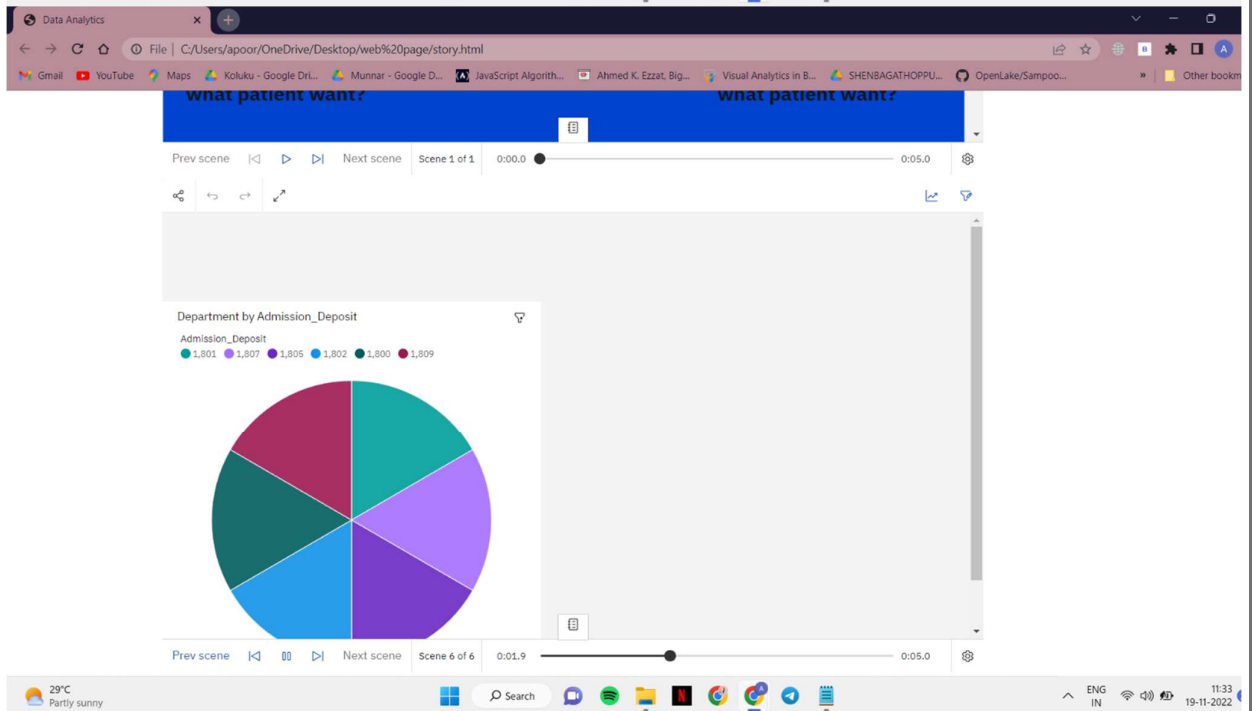 Data Analytics
File | C:/Users/apoor/OneDrive/Desktop/web%20page/story.html
Gmail YouTube Maps Koluku - Google Dri... Munnar - Google D... JavaScript Algorith... Ahmed K. Ezzat, Big... Visual Analytics in B... SHENBAGATHOPPU... OpenLake/Sampoo... » Other bookm
what patient want? what patient want?
Prev scene Next scene Scene 1 of 1 0:00.0 0:05.0
Department by Admission_Deposit
Admission_Deposit
1,801 1,807 1,805 1,802 1,800 1,809
Prev scene Next scene Scene 6 of 6 0:01.9 0:05.0
29°C
Partly sunny
Search
ENG
IN
11:33
19-11-2022